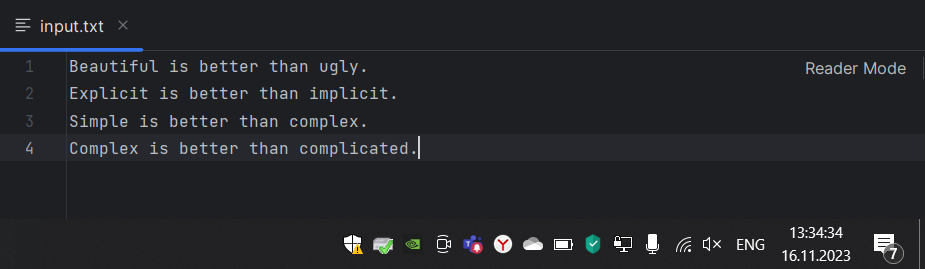 input.txt
Reader Mode
1 Beautiful is better than ugly.
2 Explicit is better than implicit.
3 Simple is better than complex.
4 Complex is better than complicated.
ENG
13:34:34
16.11.2023
7